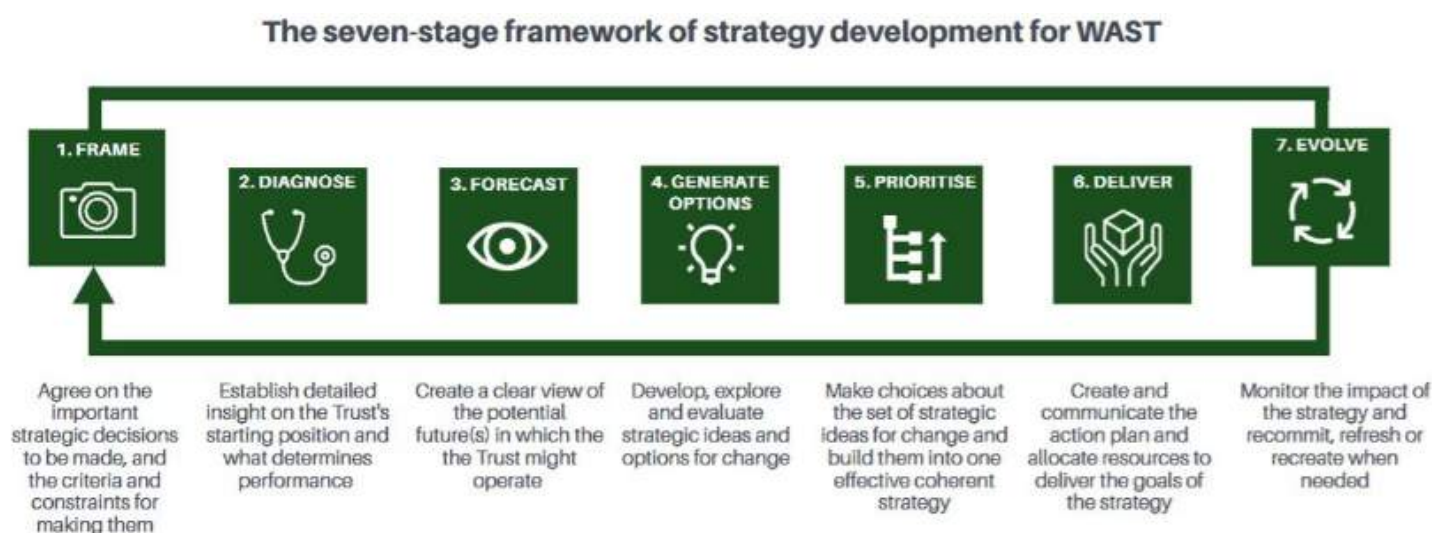 The seven-stage framework of strategy development for WAST
1. FRAME
2. DIAGNOSE
3. FORECAST
4. GENERATE
OPTIONS
5. PRIORITISE
6. DELIVER
7. EVOLVE
Agree on the
important
strategic decisions
to be made, and
the criteria and
constraints for
making them
Establish detailed
insight on the Trust's
starting position and
what determines
performance
Create a clear view of
the potential
future(s) in which the
the Trust might
operate
Develop, explore
and evaluate
strategic ideas and
options for change
Make choices about
the set of strategic
ideas for change and
build them into one
effective coherent
strategy
Create and
communicate the
action plan and
allocate resources to
deliver the goals of
the strategy
Monitor the impact of
the strategy and
recommit, refresh or
recreate when
needed